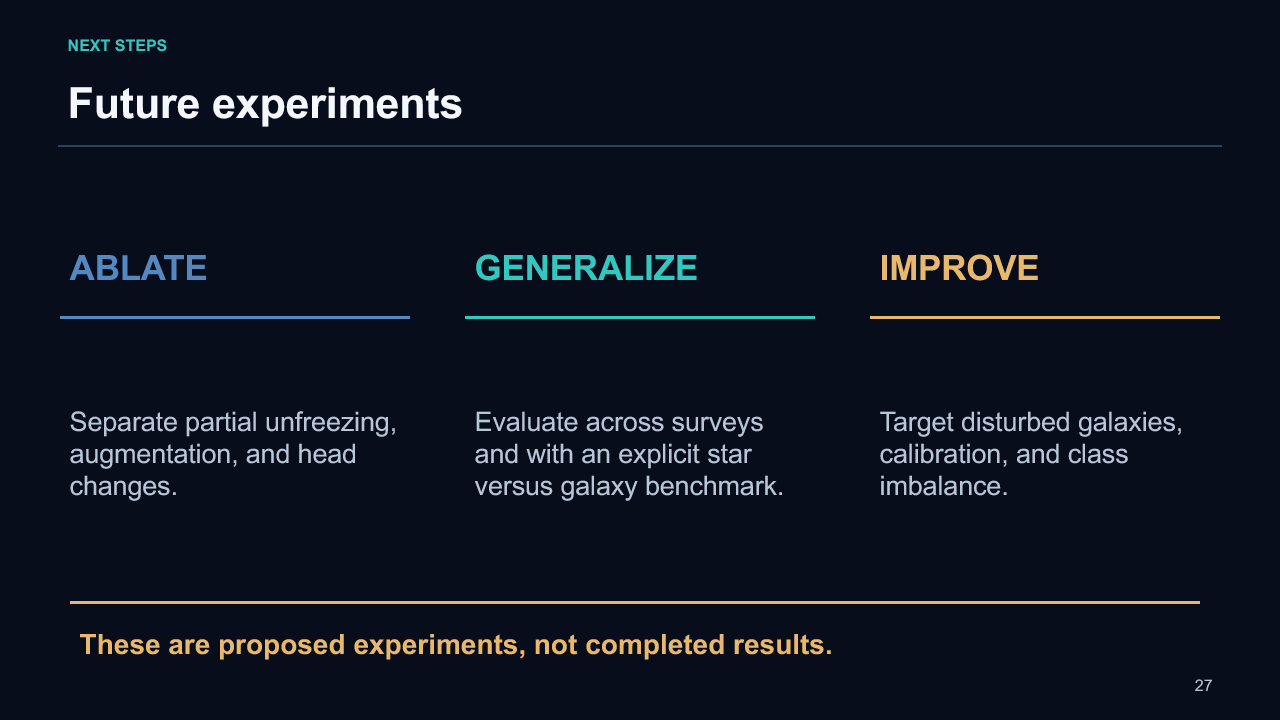 NEXT STEPS
Future experiments
ABLATE
Separate partial unfreezing,
augmentation, and head
changes.
GENERALIZE
Evaluate across surveys
and with an explicit star
versus galaxy benchmark.
IMPROVE
Target disturbed galaxies,
calibration, and class
imbalance.
These are proposed experiments, not completed results.
27